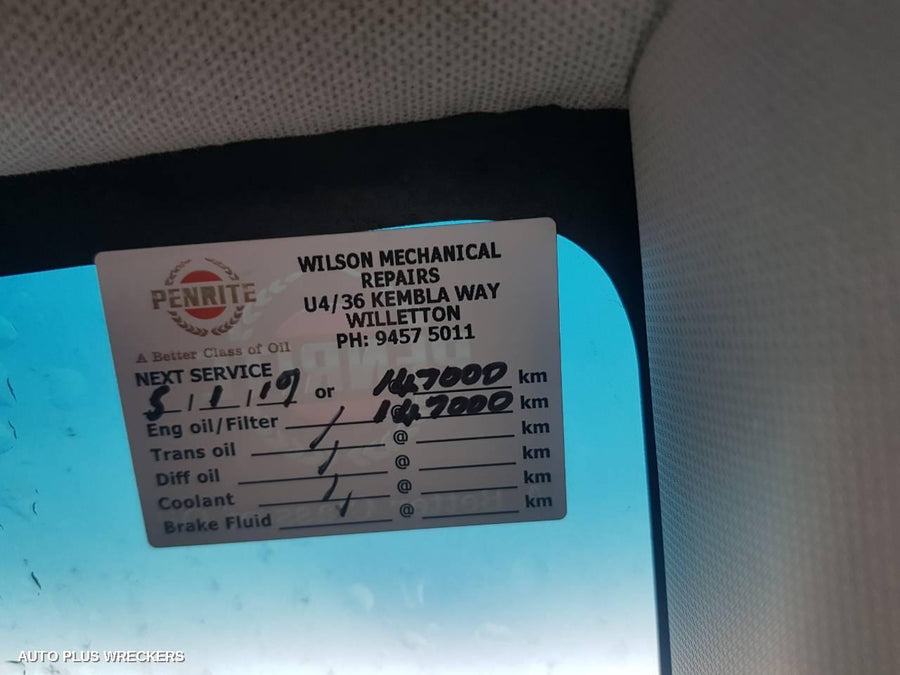 WILSON MECHANICAL
REPAIRS
U4/36 KEMBLA WAY
WILLETTON
PH: 9457 5011
PENRITE
A Better Class of Oil
NEXT SERVICE
5 / 1 / 19 or 147000 km
Eng oil/Filter @ 147000 km
Trans oil @ km
Diff oil @ km
Coolant @ km
Brake Fluid @ km
AUTO PLUS WRECKERS